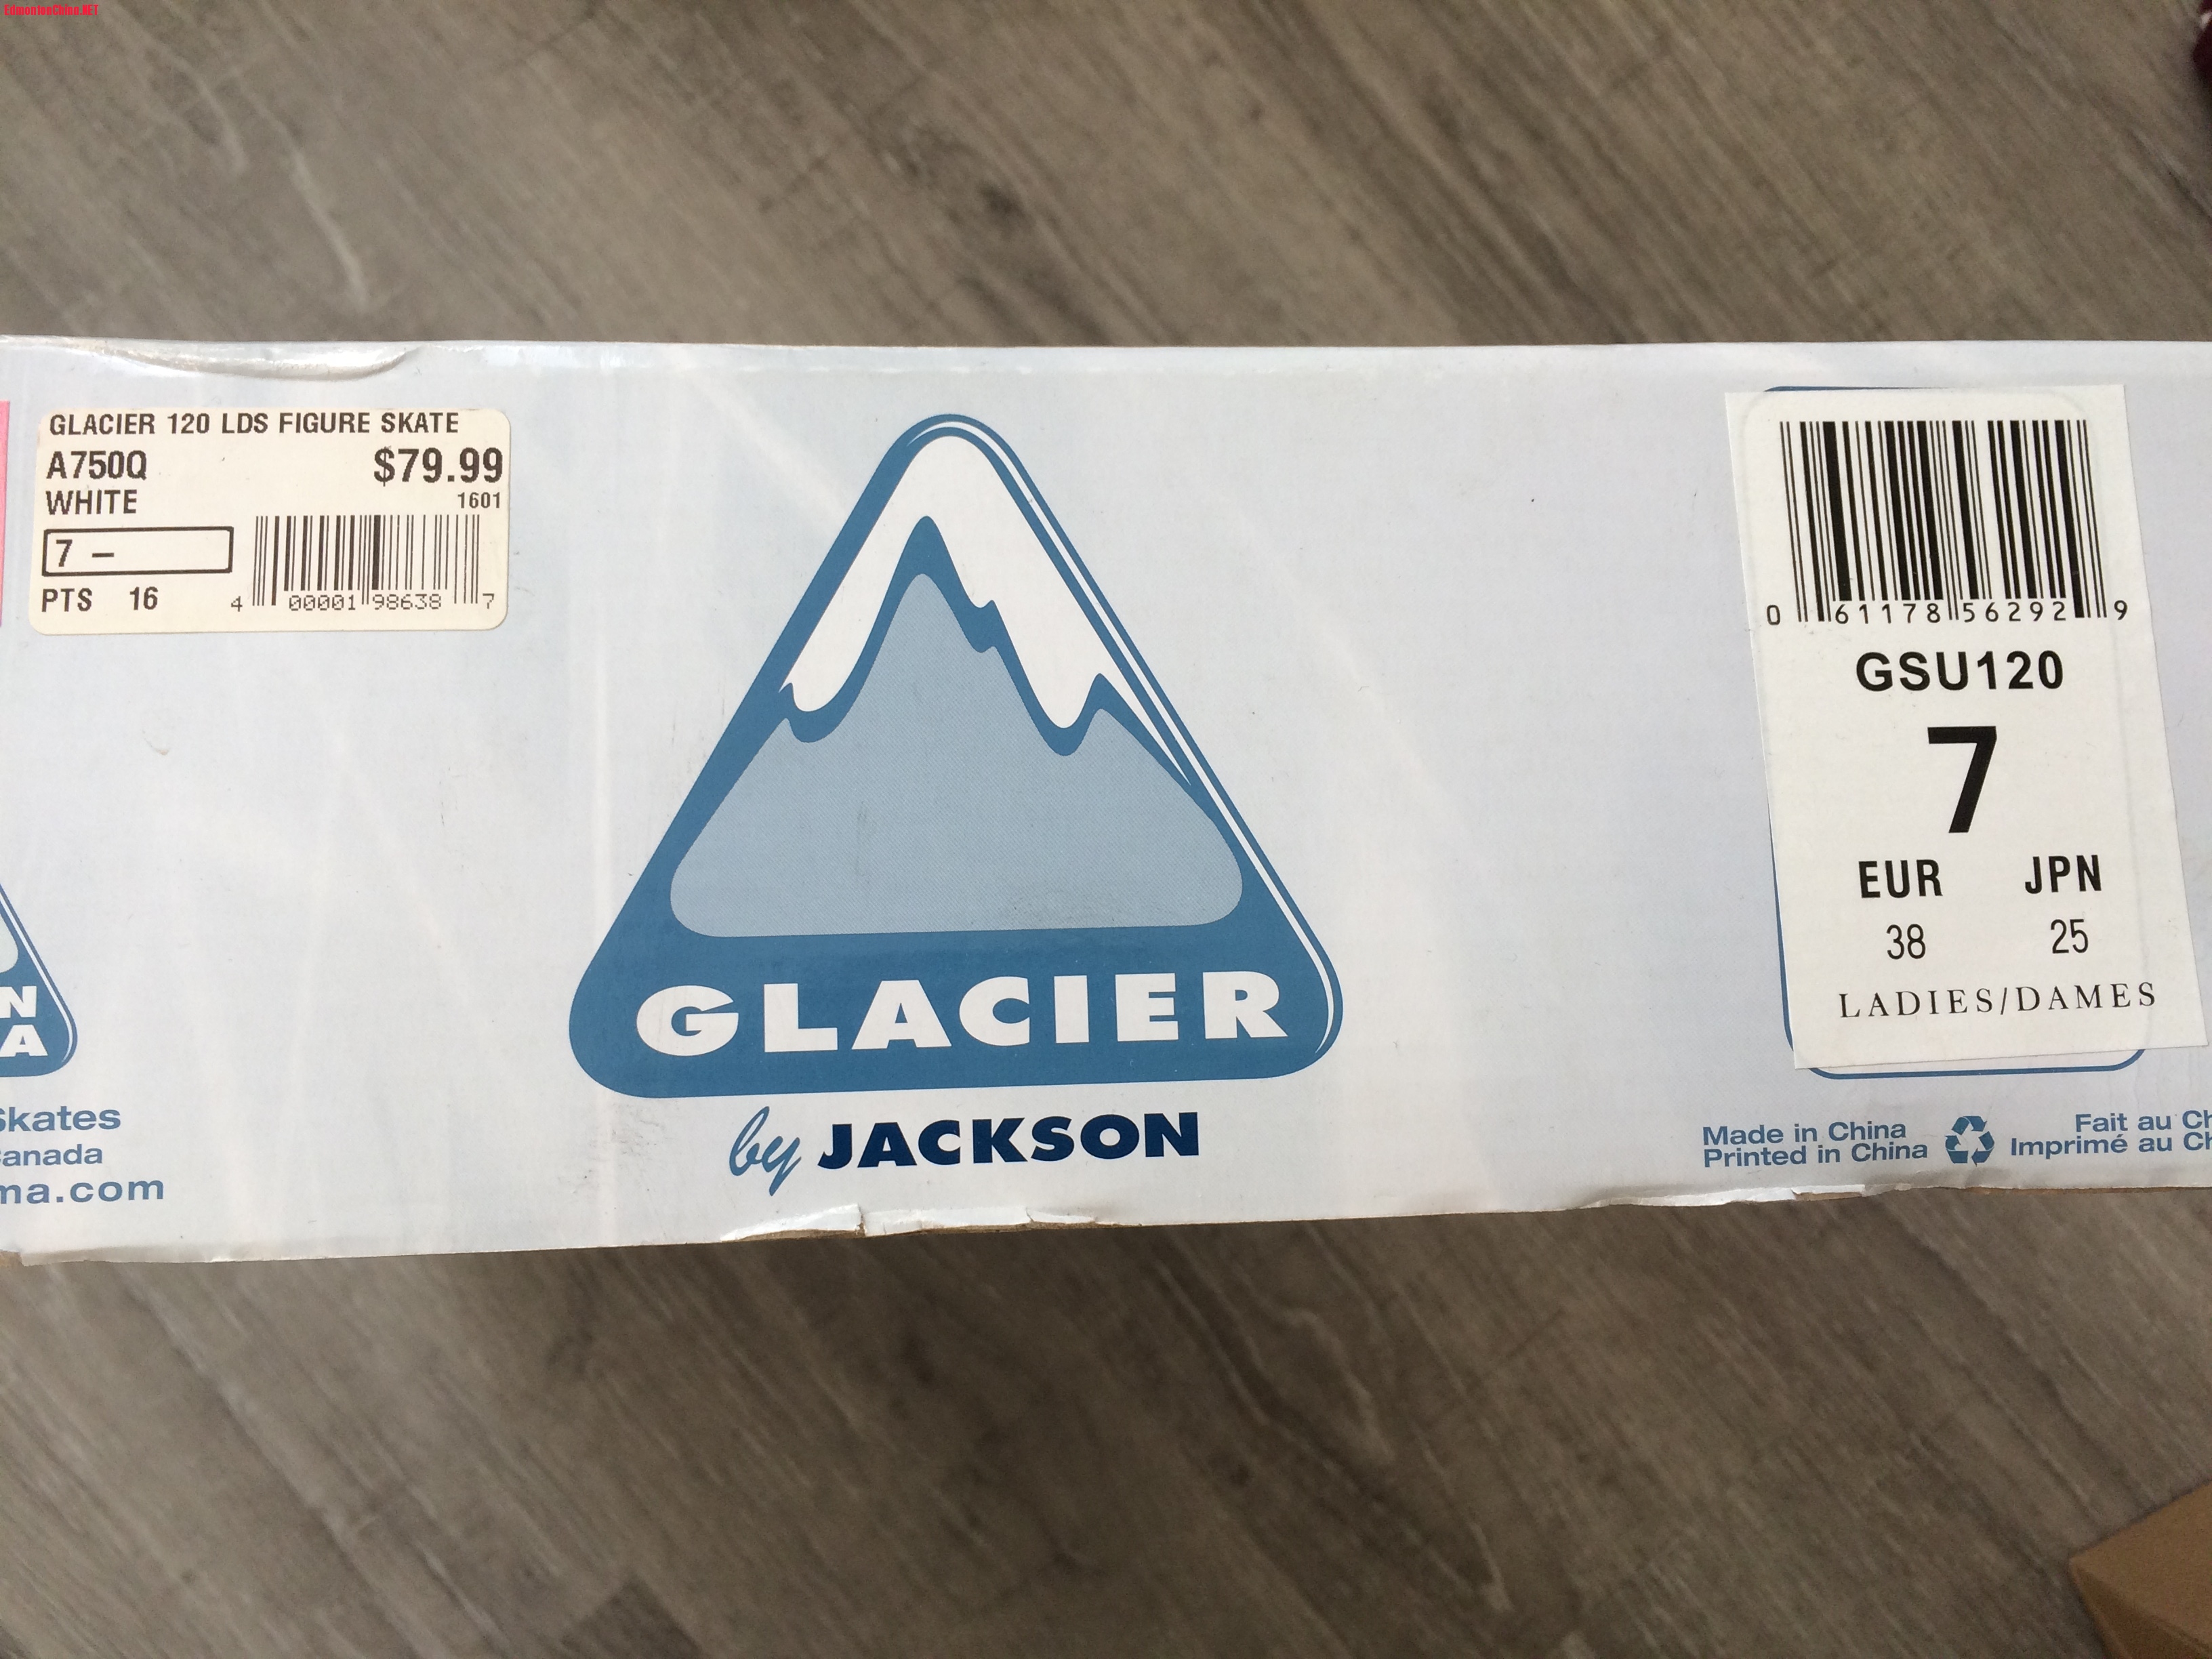 EdmontonChina.NET
GLACIER 120 LDS FIGURE SKATE
A750Q $79.99
WHITE 1601
7 –
PTS 16
4 00001 98638 7
N
A
Skates
anada
ma.com
GLACIER
by JACKSON
0 61178 56292 9
GSU120
7
EUR JPN
38 25
LADIES/DAMES
Made in China
Printed in China
Fait au Ch
Imprimé au Ch